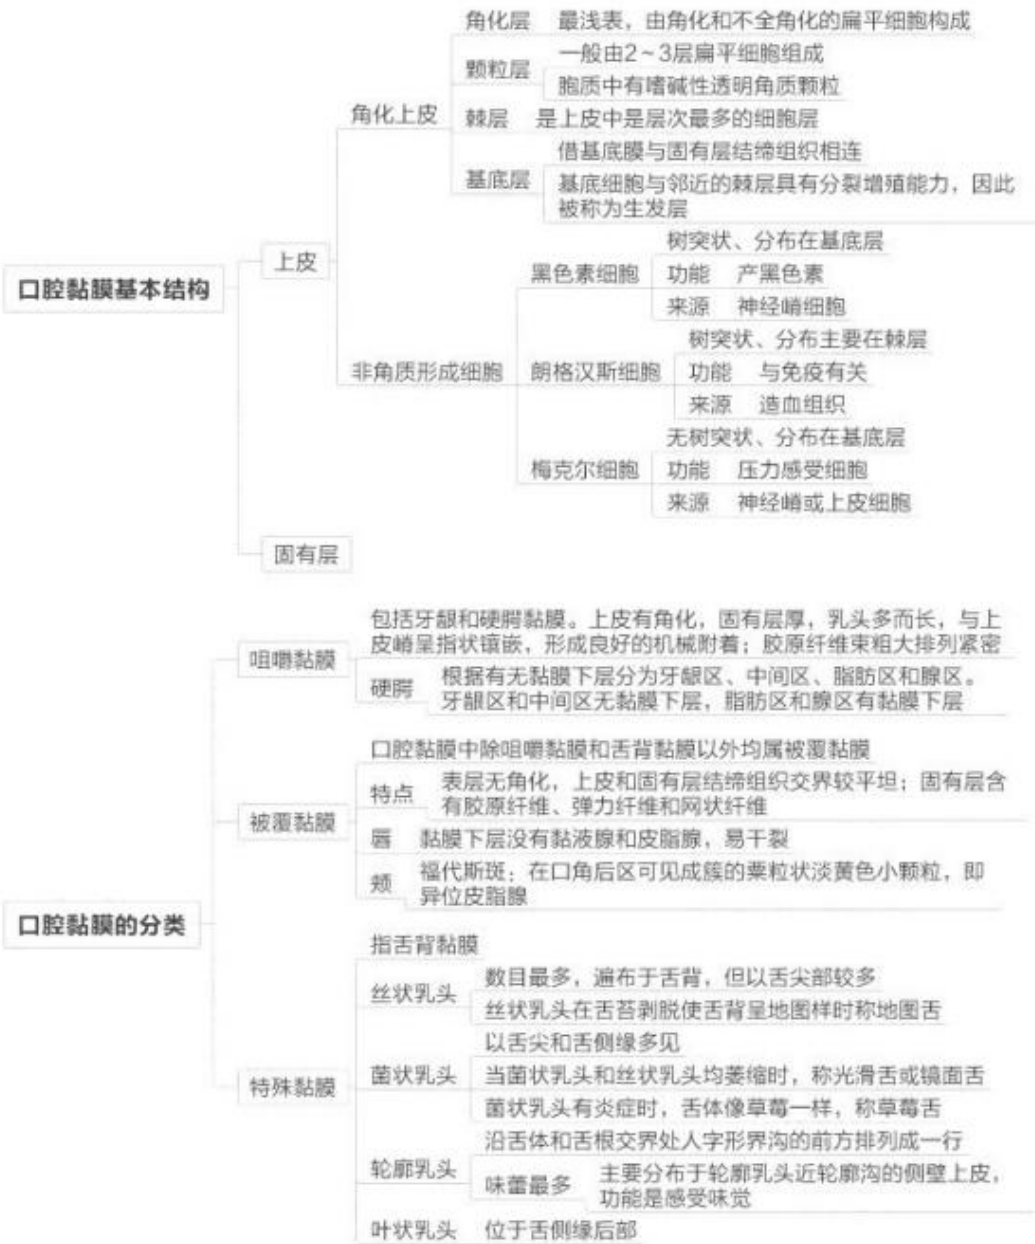 角化层 最浅表，由角化和不全角化的扁平细胞构成
一般由2～3层扁平细胞组成
颗粒层
胞质中有嗜碱性透明角质颗粒
角化上皮
棘层 是上皮中是层次最多的细胞层
借基底膜与固有层结缔组织相连
基底层
基底细胞与邻近的棘层具有分裂增殖能力，因此
被称为生发层
上皮
口腔黏膜基本结构
树突状、分布在基底层
黑色素细胞 功能 产黑色素
来源 神经嵴细胞
树突状、分布主要在棘层
非角质形成细胞 朗格汉斯细胞 功能 与免疫有关
来源 造血组织
无树突状、分布在基底层
梅克尔细胞 功能 压力感受细胞
来源 神经嵴或上皮细胞
固有层
包括牙龈和硬腭黏膜。上皮有角化，固有层厚，乳头多而长，与上
皮嵴呈指状镶嵌，形成良好的机械附着；胶原纤维束粗大排列紧密
咀嚼黏膜
根据有无黏膜下层分为牙龈区、中间区、脂肪区和腺区。
硬腭
牙龈区和中间区无黏膜下层，脂肪区和腺区有黏膜下层
口腔黏膜中除咀嚼黏膜和舌背黏膜以外均属被覆黏膜
表层无角化，上皮和固有层结缔组织交界较平坦；固有层含
特点
有胶原纤维、弹力纤维和网状纤维
被覆黏膜
唇 黏膜下层没有黏液腺和皮脂腺，易干裂
福代斯斑：在口角后区可见成簇的粟粒状淡黄色小颗粒，即
颊
异位皮脂腺
口腔黏膜的分类
指舌背黏膜
数目最多，遍布于舌背，但以舌尖部较多
丝状乳头
丝状乳头在舌苔剥脱使舌背呈地图样时称地图舌
以舌尖和舌侧缘多见
菌状乳头 当菌状乳头和丝状乳头均萎缩时，称光滑舌或镜面舌
特殊黏膜
菌状乳头有炎症时，舌体像草莓一样，称草莓舌
沿舌体和舌根交界处人字形界沟的前方排列成一行
轮廓乳头
主要分布于轮廓乳头近轮廓沟的侧壁上皮，
味蕾最多
功能是感受味觉
叶状乳头 位于舌侧缘后部